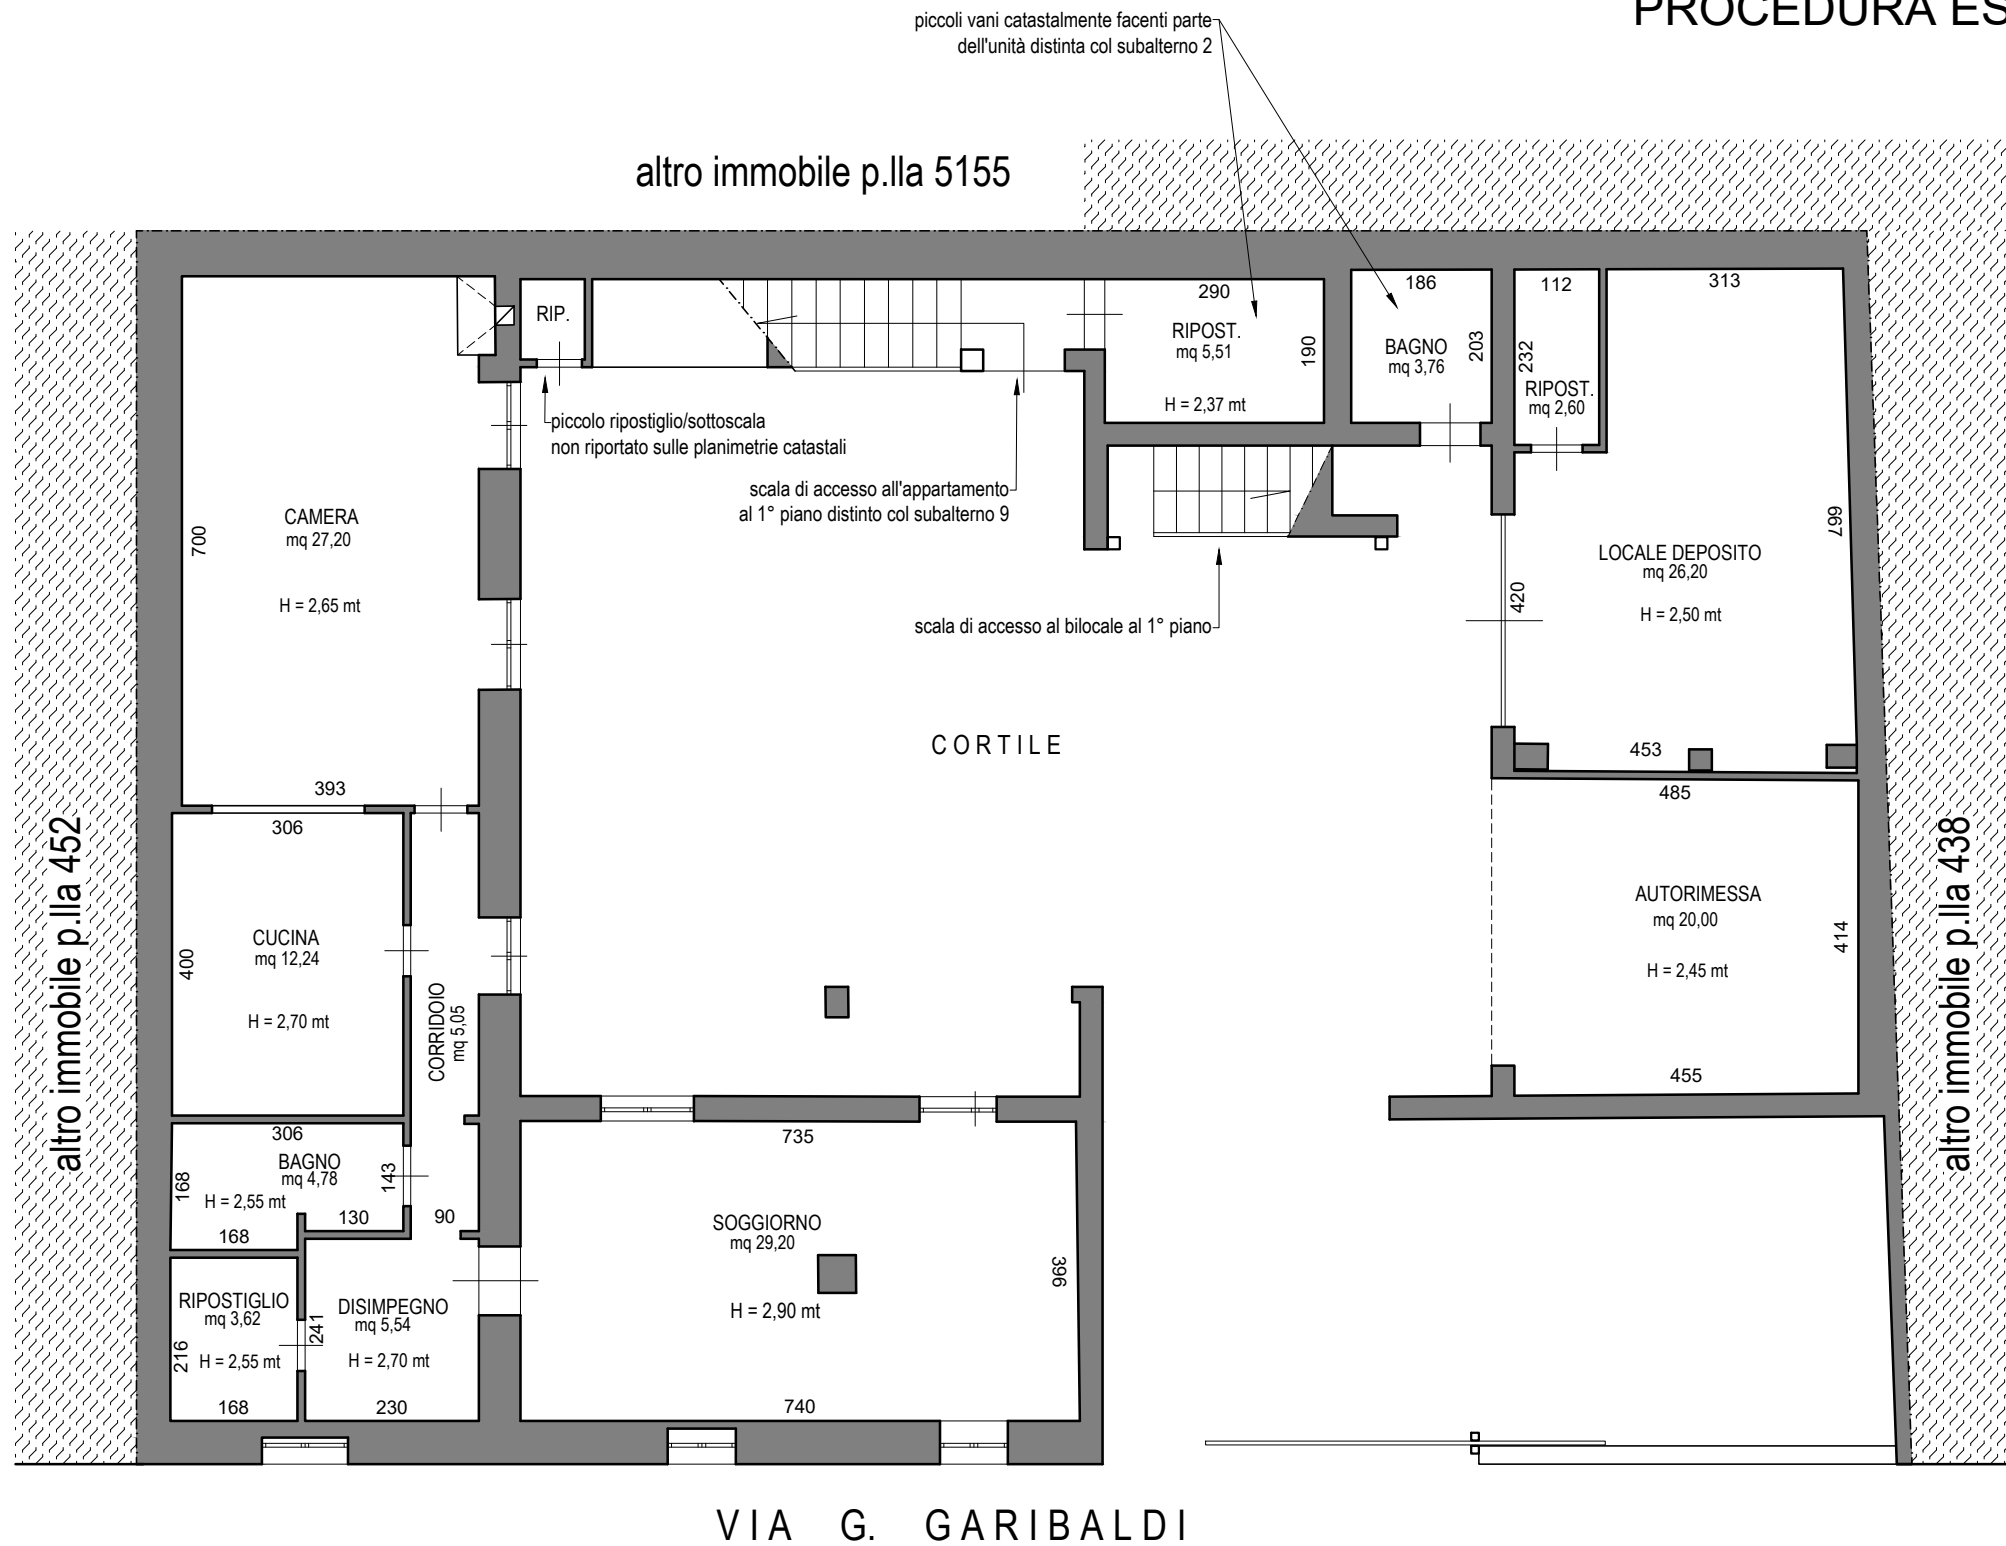 PROCEDURA ES
piccoli vani catastalmente facenti parte
dell'unità distinta col subalterno 2
altro immobile p.lla 5155
RIP.
290
RIPOST.
mq 5,51
190
H = 2,37 mt
186
BAGNO
mq 3,76
203
112
232
RIPOST.
mq 2,60
313
piccolo ripostiglio/sottoscala
non riportato sulle planimetrie catastali
scala di accesso all'appartamento
al 1° piano distinto col subalterno 9
CAMERA
mq 27,20
700
H = 2,65 mt
393
LOCALE DEPOSITO
mq 26,20
H = 2,50 mt
667
420
453
scala di accesso al bilocale al 1° piano
CORTILE
altro immobile p.lla 452
306
CUCINA
mq 12,24
400
H = 2,70 mt
CORRIDOIO
mq 5,05
485
AUTORIMESSA
mq 20,00
H = 2,45 mt
414
455
altro immobile p.lla 438
306
BAGNO
mq 4,78
168
143
H = 2,55 mt
130
90
168
735
SOGGIORNO
mq 29,20
H = 2,90 mt
396
740
RIPOSTIGLIO
mq 3,62
216
H = 2,55 mt
168
DISIMPEGNO
mq 5,54
241
H = 2,70 mt
230
VIA G. GARIBALDI